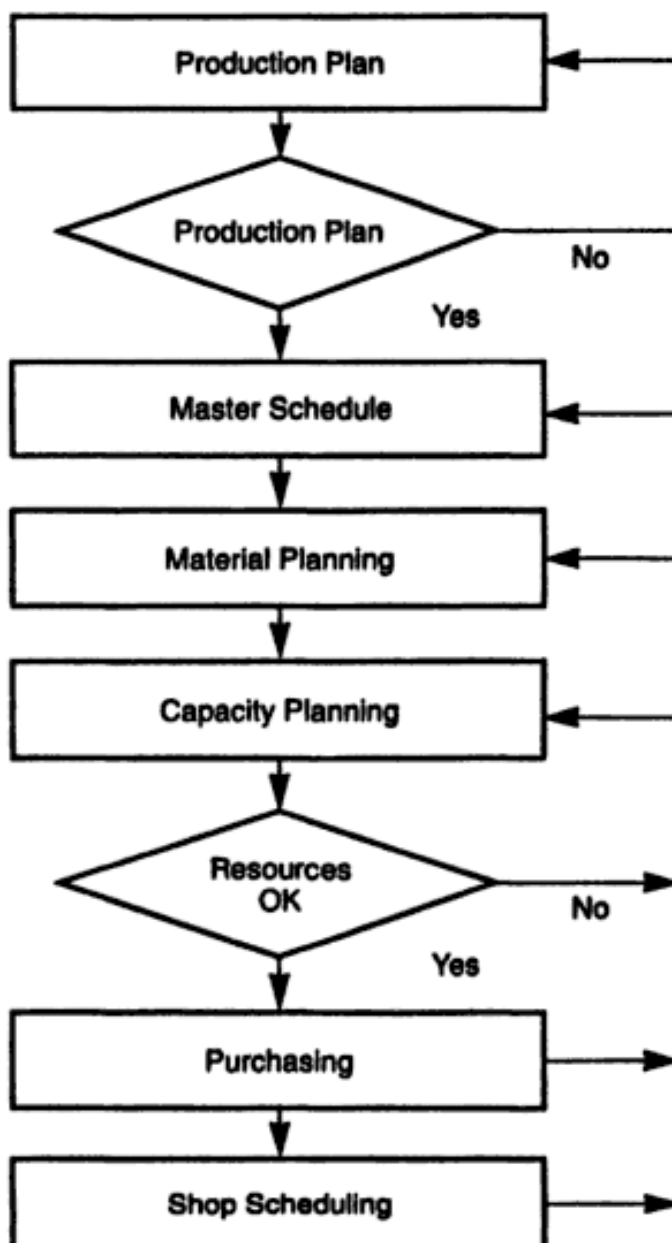 Production Plan
Production Plan
No
Yes
Master Schedule
Material Planning
Capacity Planning
Resources
OK
No
Yes
Purchasing
Shop Scheduling